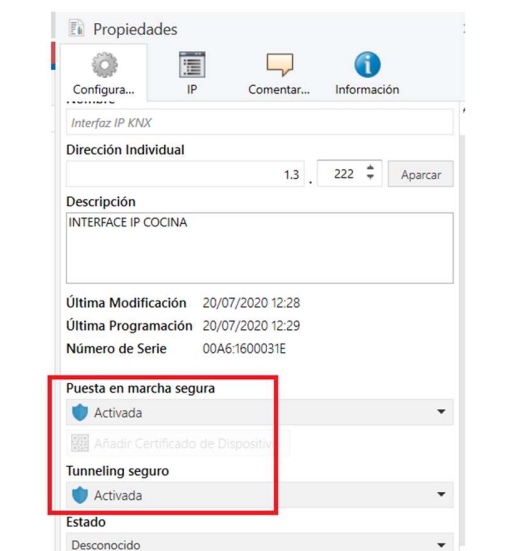 Propiedades
Configura...
IP
Comentar...
Información
Nombre
Interfaz IP KNX
Dirección Individual
1.3 . 222 Aparcar
Descripción
INTERFACE IP COCINA
Última Modificación 20/07/2020 12:28
Última Programación 20/07/2020 12:29
Número de Serie 00A6:1600031E
Puesta en marcha segura
Activada
Añadir Certificado de Dispositivo
Tunneling seguro
Activada
Estado
Desconocido